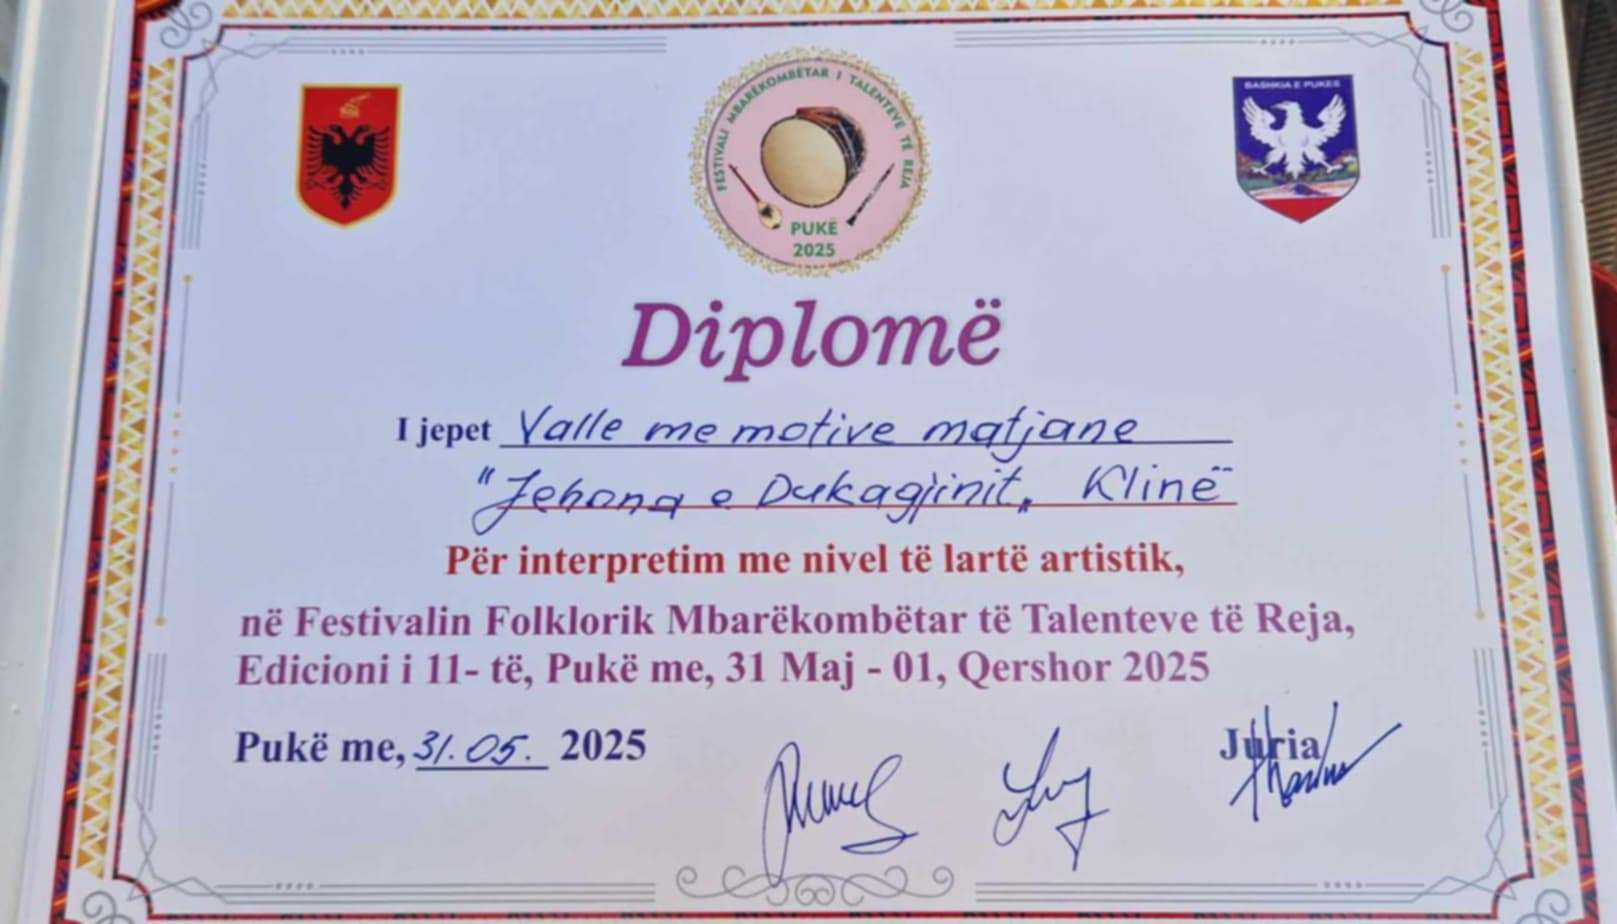 FESTIVALI MBARËKOMBËTAR I TALENTEVE TË REJA
PUKË
2025
BASHKIA E PUKËS
Diplomë
I jepet Valle me motive matjane
"Jehona e Dukagjinit" Klinë
Për interpretim me nivel të lartë artistik,
në Festivalin Folklorik Mbarëkombëtar të Talenteve të Reja,
Edicioni i 11- të, Pukë me, 31 Maj - 01, Qershor 2025
Pukë me, 31.05. 2025
Juria